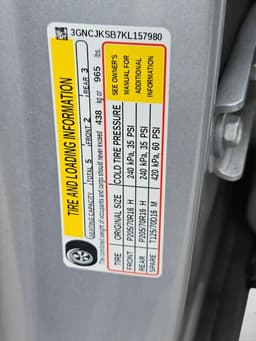 3GNCJKSB7KL157980
TIRE AND LOADING INFORMATION
SEATING CAPACITY TOTAL 5 FRONT 2 REAR 3
The combined weight of occupants and cargo should never exceed 438 kg or 965 lbs.
TIRE ORIGINAL SIZE COLD TIRE PRESSURE
FRONT P205/70R16 H 240 kPA, 35 PSI
REAR P205/70R16 H 240 kPA, 35 PSI
SPARE T125/70D16 M 420 kPA, 60 PSI
SEE OWNER'S
MANUAL FOR
ADDITIONAL
INFORMATION